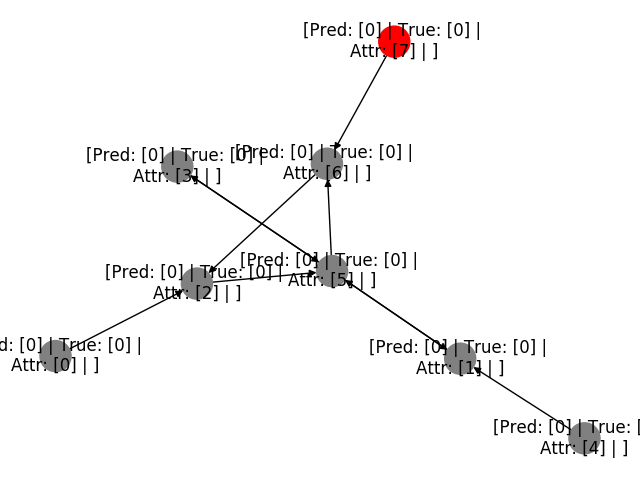 [Pred: [0] | True: [0] |
Attr: [7] | ]
[Pred: [0] | True: [0] |
Attr: [3] | ]
[Pred: [0] | True: [0] |
Attr: [6] | ]
[Pred: [0] | True: [0] |
Attr: [5] | ]
[Pred: [0] | True: [0] |
Attr: [2] | ]
d: [0] | True: [0] |
Attr: [0] | ]
[Pred: [0] | True: [0] |
Attr: [1] | ]
[Pred: [0] | True: [
Attr: [4] | ]